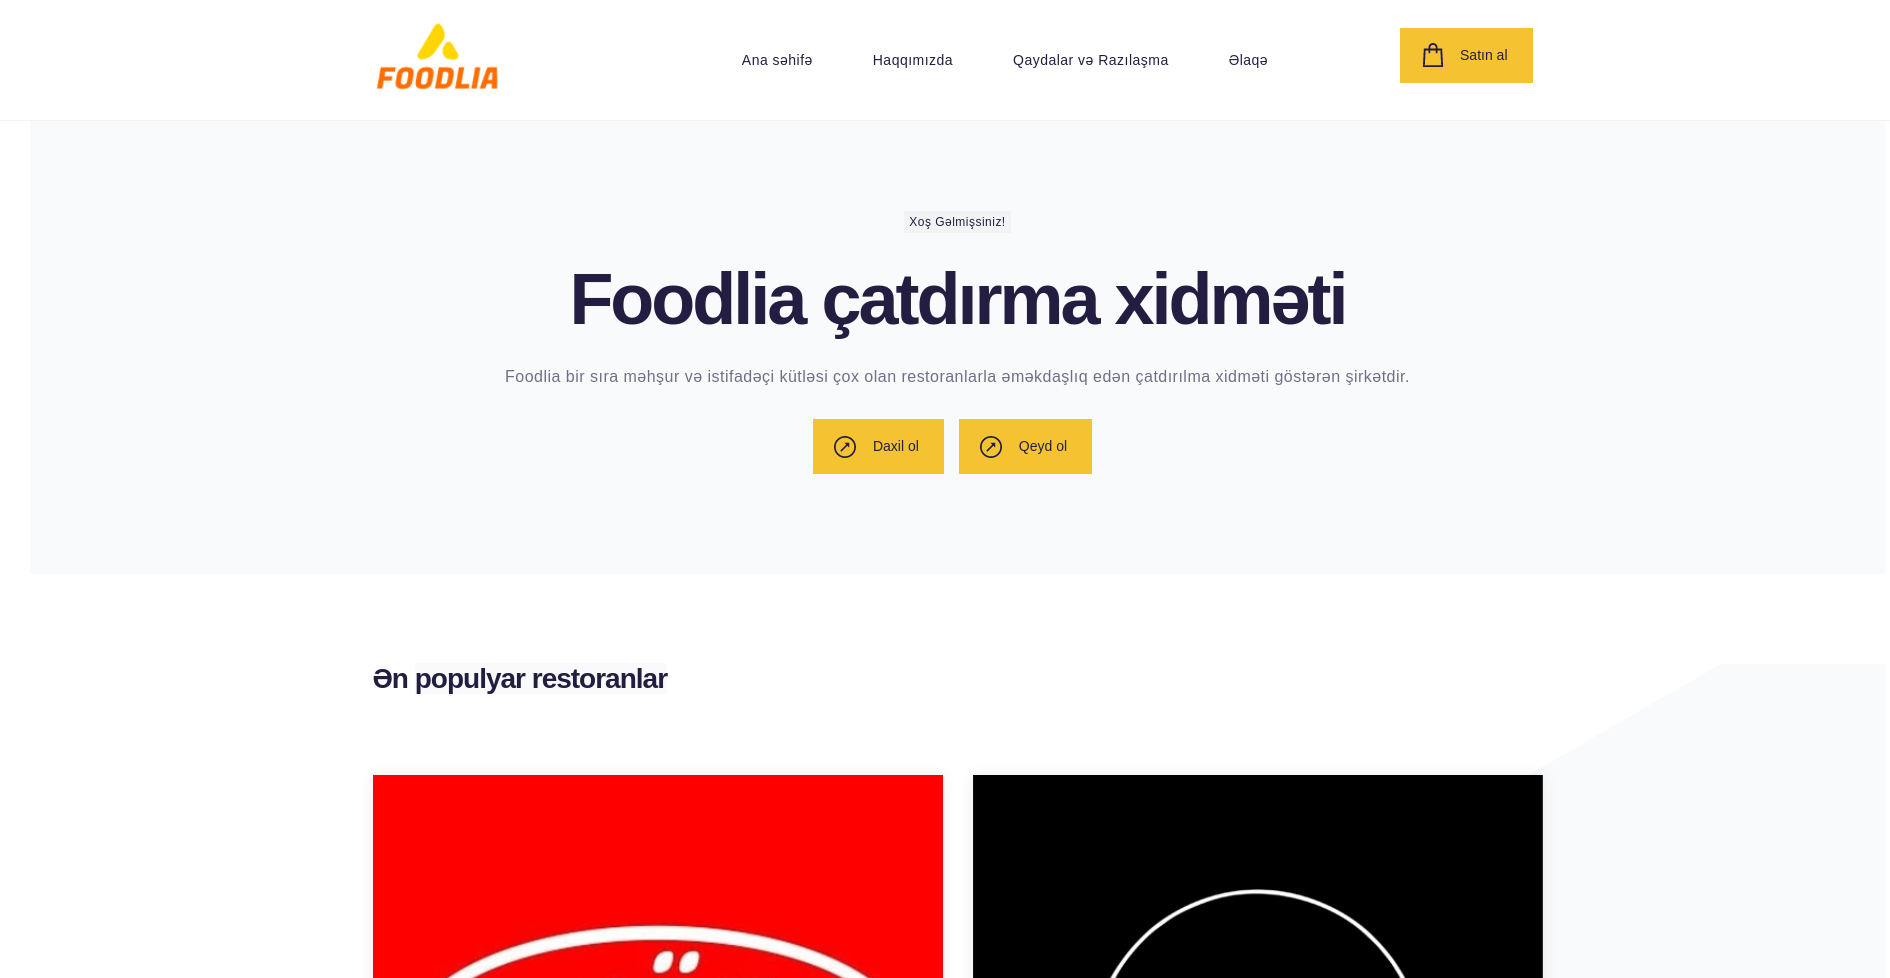 FOODLIA
Ana səhifə
Haqqımızda
Qaydalar və Razılaşma
Əlaqə
Satın al
Xoş Gəlmişsiniz!
Foodlia çatdırma xidməti
Foodlia bir sıra məhşur və istifadəçi kütləsi çox olan restoranlarla əməkdaşlıq edən çatdırılma xidməti göstərən şirkətdir.
Daxil ol
Qeyd ol
Ən populyar restoranlar